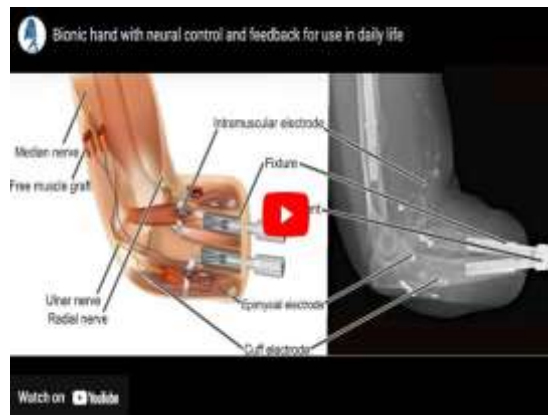 Bionic hand with neural control and feedback for use in daily life
Intramuscular electrode
Median nerve
Fixture
Free muscle graft
Ulnar nerve
Radial nerve
Epimysial electrode
Cuff electrode
Watch on YouTube